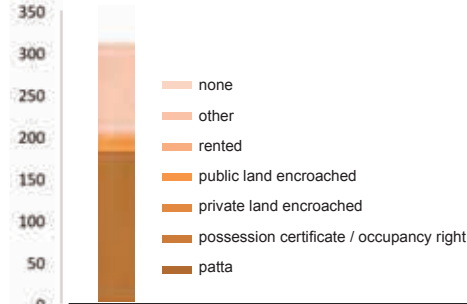 350
300
250
200
150
100
50
0
none
other
rented
public land encroached
private land encroached
possession certificate / occupancy right
patta